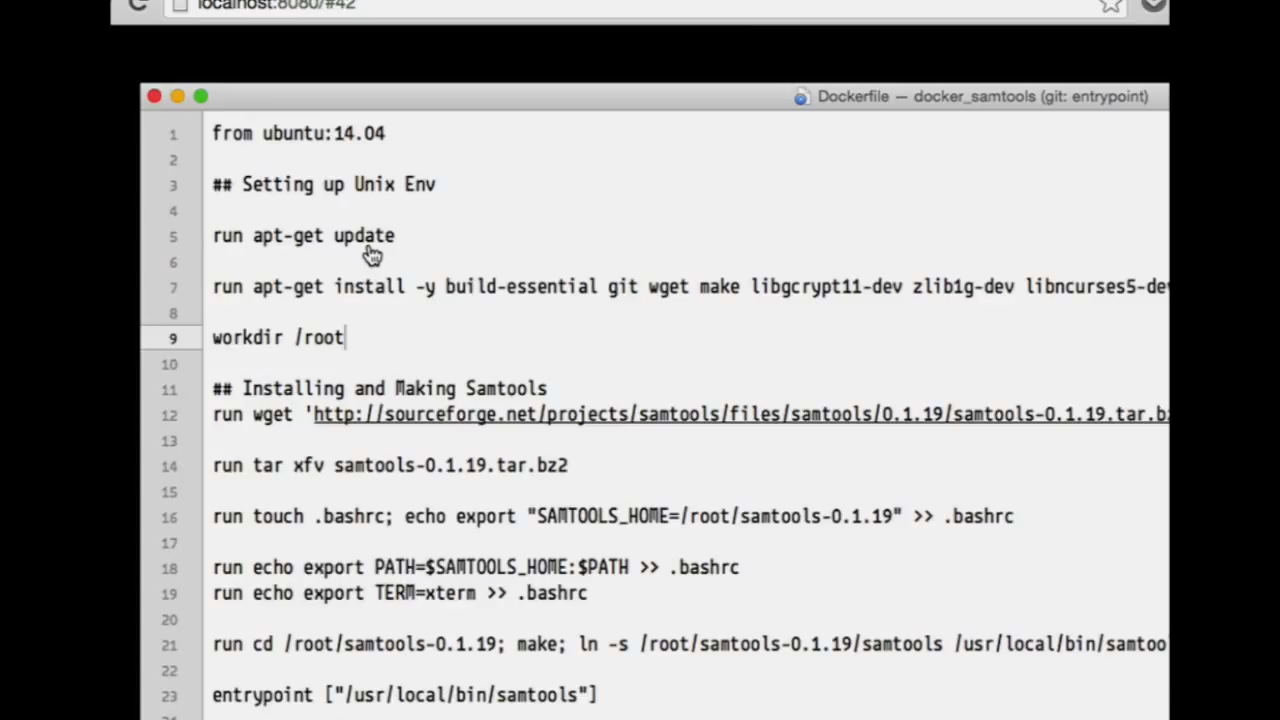 localhost:8080/#42
Dockerfile — docker_samtools (git: entrypoint)
1 from ubuntu:14.04
2
3 ## Setting up Unix Env
4
5 run apt-get update
6
7 run apt-get install -y build-essential git wget make libgcrypt11-dev zlib1g-dev libncurses5-de
8
9 workdir /root
10
11 ## Installing and Making Samtools
12 run wget 'http://sourceforge.net/projects/samtools/files/samtools/0.1.19/samtools-0.1.19.tar.bz
13
14 run tar xfv samtools-0.1.19.tar.bz2
15
16 run touch .bashrc; echo export "SAMTOOLS_HOME=/root/samtools-0.1.19" >> .bashrc
17
18 run echo export PATH=$SAMTOOLS_HOME:$PATH >> .bashrc
19 run echo export TERM=xterm >> .bashrc
20
21 run cd /root/samtools-0.1.19; make; ln -s /root/samtools-0.1.19/samtools /usr/local/bin/samtoo
22
23 entrypoint ["/usr/local/bin/samtools"]